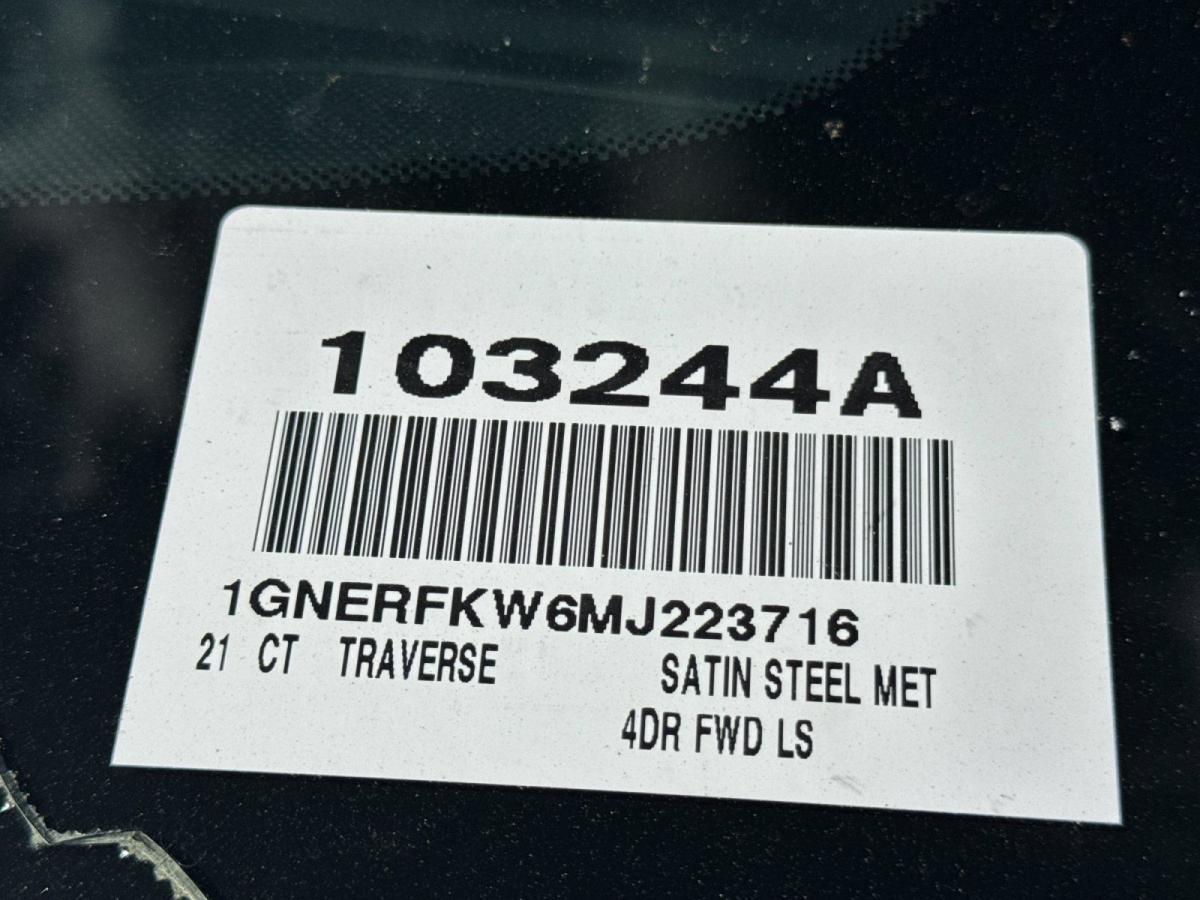 103244A
1GNERFKW6MJ223716
21 CT TRAVERSE SATIN STEEL MET
4DR FWD LS